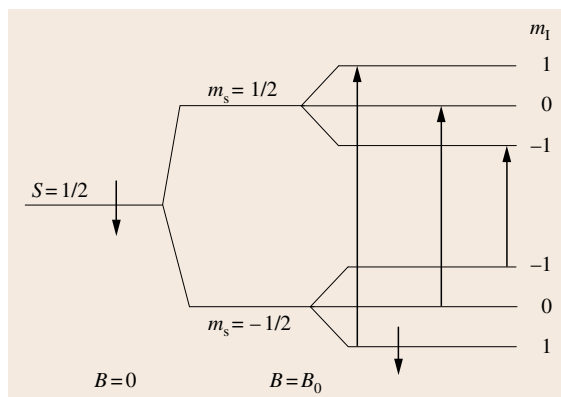 m_I
1
m_s = 1/2
0
−1
S = 1/2
−1
m_s = − 1/2
0
1
B = 0
B = B_0